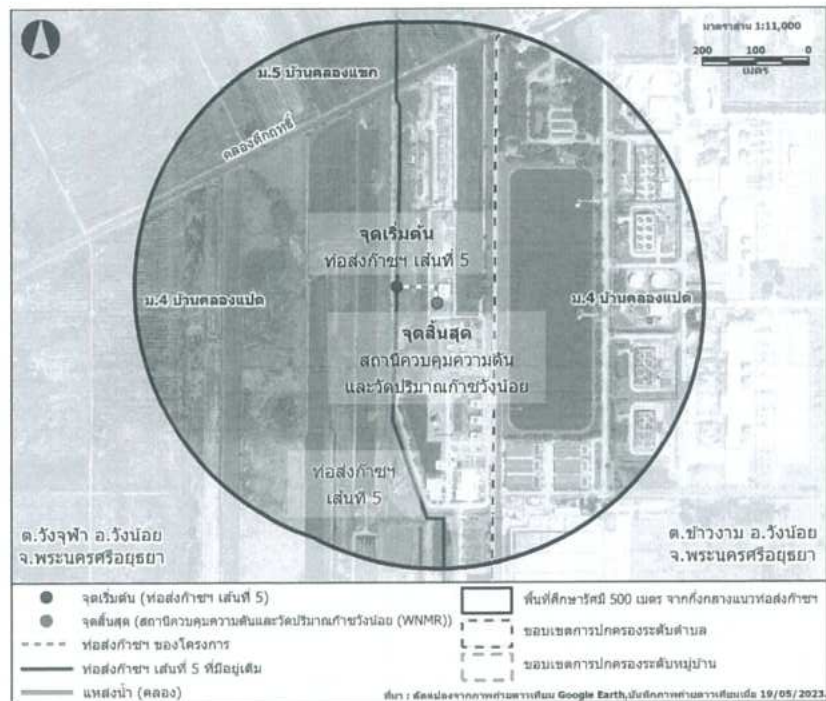 มาตราส่วน 1:11,000
200 100 0
เมตร
ม.5 บ้านคลองแขก
คลองตึกฤทธิ์
จุดเริ่มต้น
ท่อส่งก๊าซฯ เส้นที่ 5
ม.4 บ้านคลองแปด
ม.4 บ้านคลองแปด
จุดสิ้นสุด
สถานีควบคุมความดัน
และวัดปริมาณก๊าซวังน้อย
ท่อส่งก๊าซฯ
เส้นที่ 5
ต.วังจุฬา อ.วังน้อย
จ.พระนครศรีอยุธยา
ต.ข้าวงาม อ.วังน้อย
จ.พระนครศรีอยุธยา
จุดเริ่มต้น (ท่อส่งก๊าซฯ เส้นที่ 5)
จุดสิ้นสุด (สถานีควบคุมความดันและวัดปริมาณก๊าซวังน้อย (WNMR))
ท่อส่งก๊าซฯ ของโครงการ
ท่อส่งก๊าซฯ เส้นที่ 5 ที่มีอยู่เดิม
แหล่งน้ำ (คลอง)
พื้นที่ศึกษารัศมี 500 เมตร จากกึ่งกลางแนวท่อส่งก๊าซฯ
ขอบเขตการปกครองระดับตำบล
ขอบเขตการปกครองระดับหมู่บ้าน
ที่มา : ดัดแปลงจากภาพถ่ายดาวเทียม Google Earth,บันทึกภาพถ่ายดาวเทียมเมื่อ 19/05/2023.